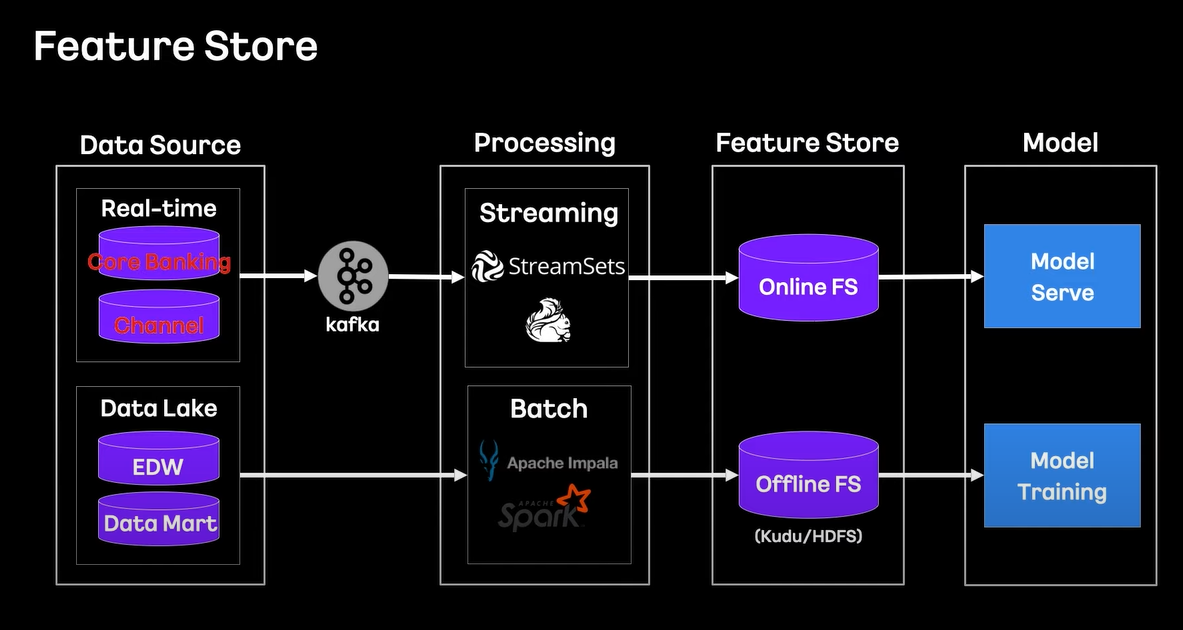 Feature Store
Data Source
Processing
Feature Store
Model
Real-time
Core Banking
Channel
kafka
Streaming
StreamSets
Online FS
Model
Serve
Data Lake
EDW
Data Mart
Batch
Apache Impala
APACHE
Spark
Offline FS
(Kudu/HDFS)
Model
Training